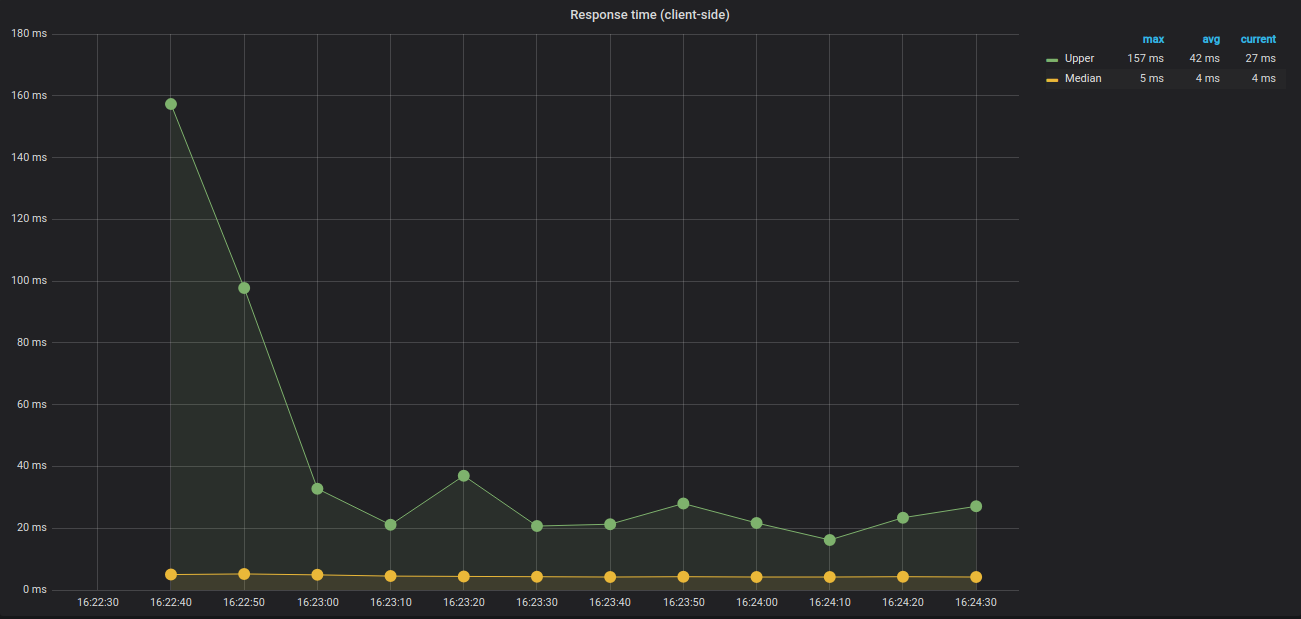 Response time (client-side)
180 ms
160 ms
140 ms
120 ms
100 ms
80 ms
60 ms
40 ms
20 ms
0 ms
16:22:30 16:22:40 16:22:50 16:23:00 16:23:10 16:23:20 16:23:30 16:23:40 16:23:50 16:24:00 16:24:10 16:24:20 16:24:30
max avg current
Upper 157 ms 42 ms 27 ms
Median 5 ms 4 ms 4 ms